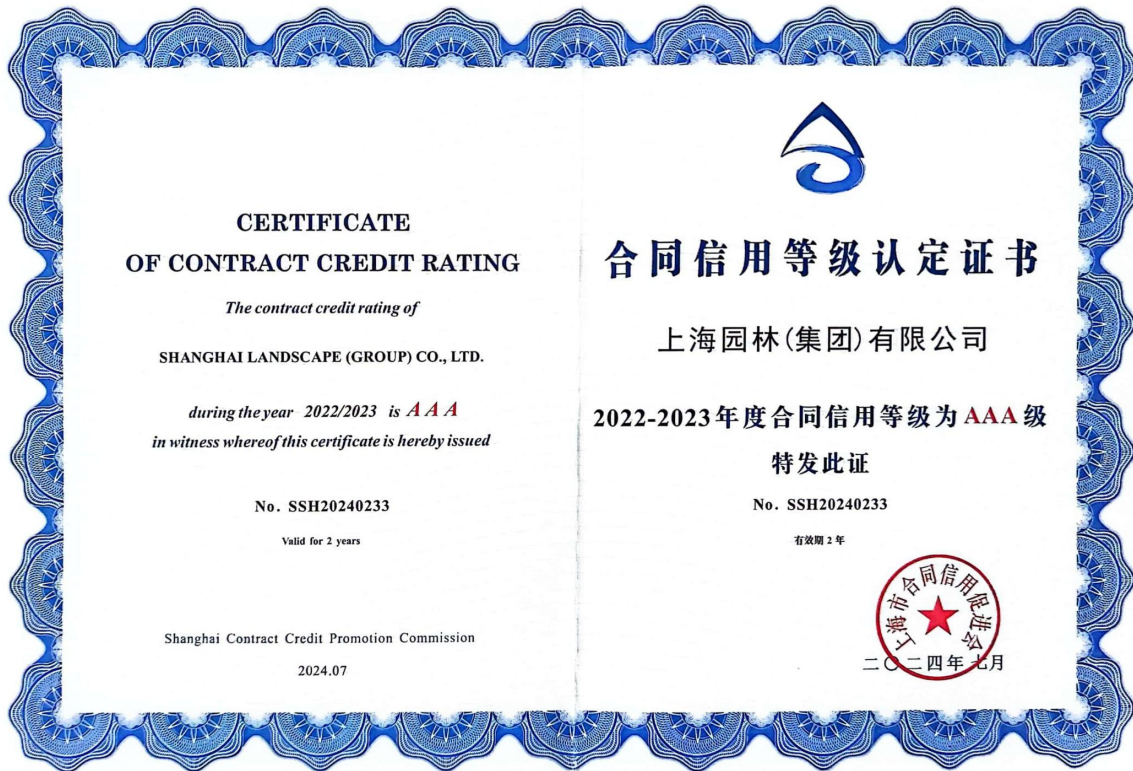 CERTIFICATE
OF CONTRACT CREDIT RATING
The contract credit rating of
SHANGHAI LANDSCAPE (GROUP) CO., LTD.
during the year 2022/2023 is AAA
in witness whereof this certificate is hereby issued
No. SSH20240233
Valid for 2 years
Shanghai Contract Credit Promotion Commission
2024.07
合同信用等级认定证书
上海园林(集团)有限公司
2022-2023年度合同信用等级为AAA级
特发此证
No. SSH20240233
有效期2年
上海市合同信用促进会
二〇二四年七月